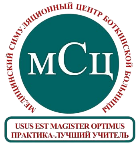 МЕДИЦИНСКИЙ СИМУЛЯЦИОННЫЙ ЦЕНТР БОТКИНСКОЙ БОЛЬНИЦЫ
МСЦ
USUS EST MAGISTER OPTIMUS
ПРАКТИКА ЛУЧШИЙ УЧИТЕЛЬ